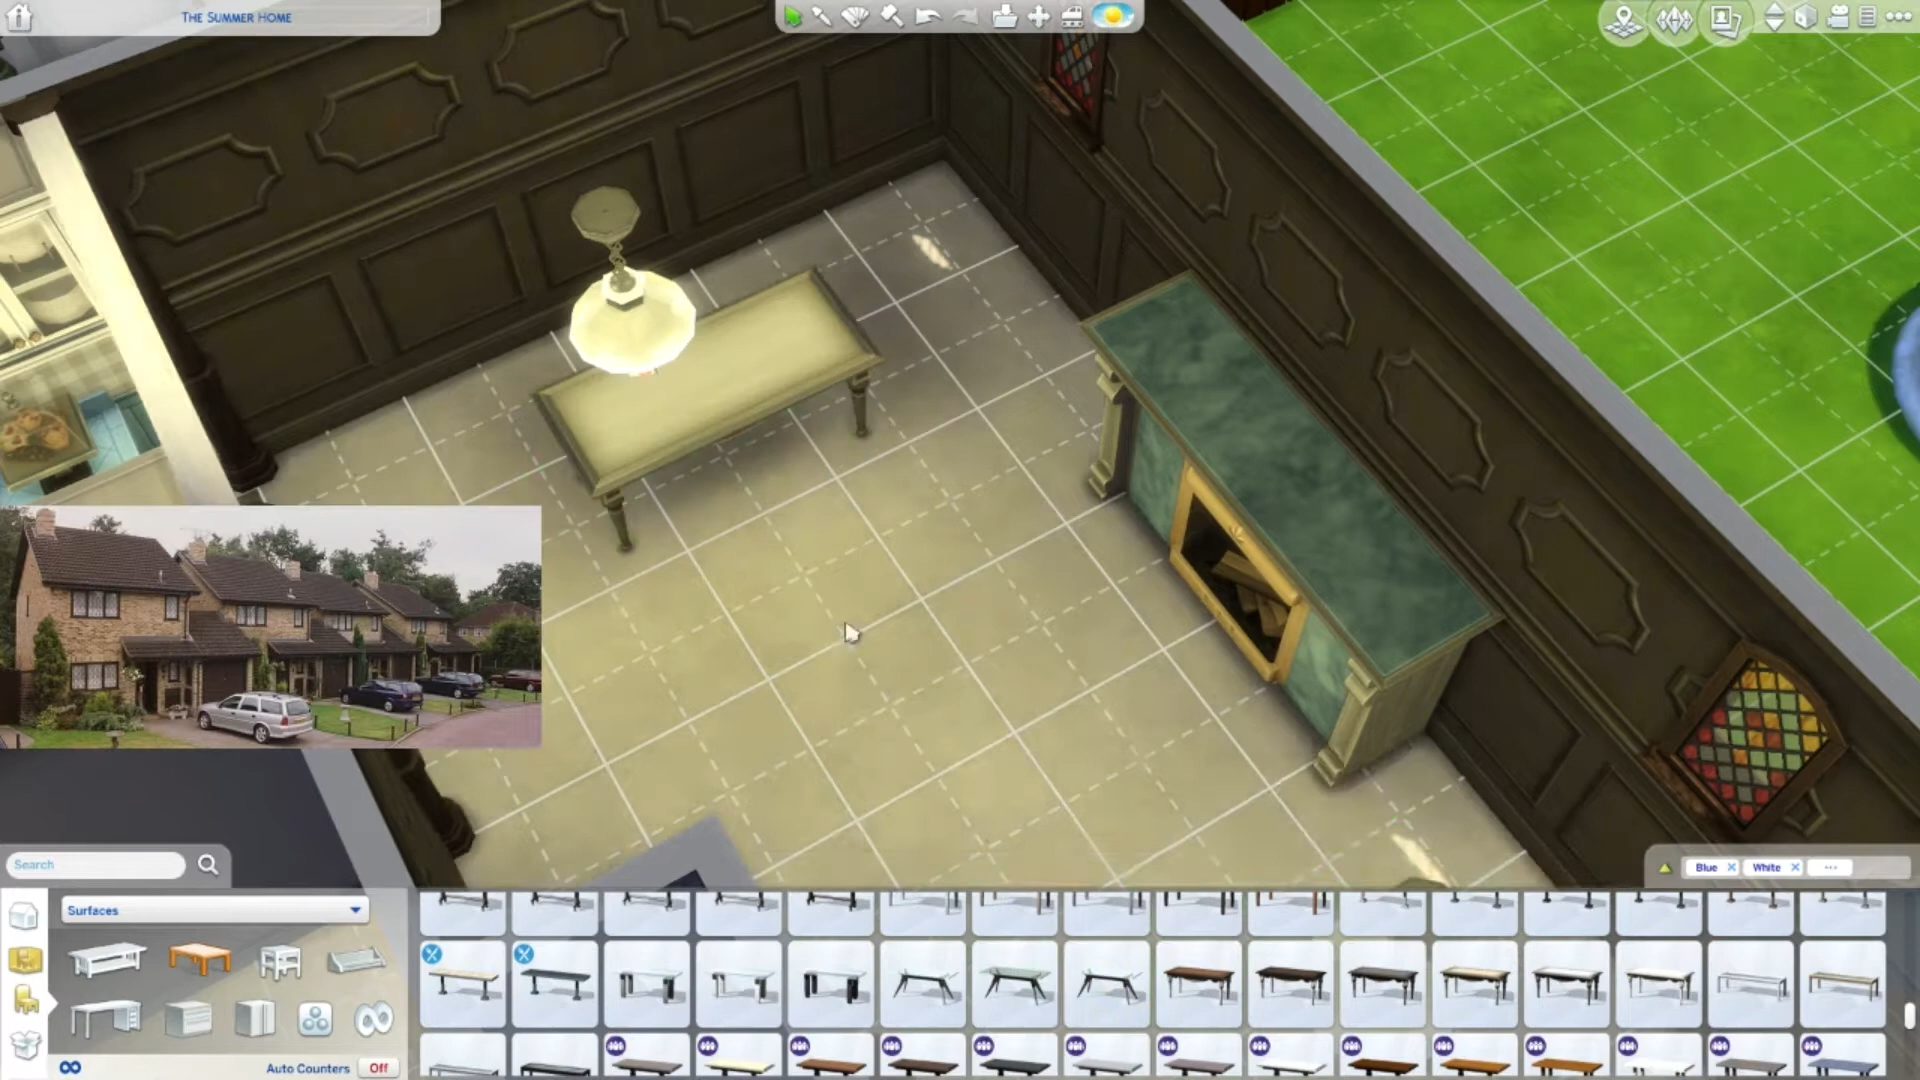 THE SUMMER HOME
Search
Blue
White
Surfaces
Auto Counters
Off